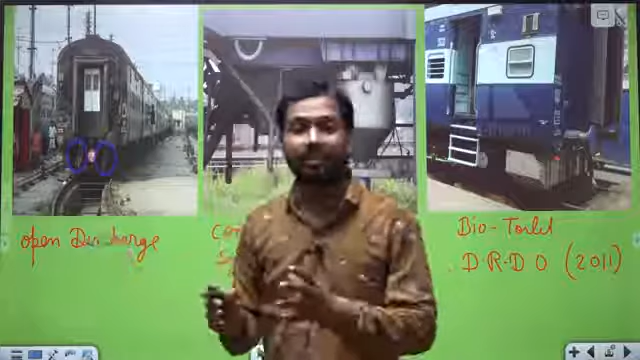 open Discharge
Bio-Toilet
D.R.D O (2011)